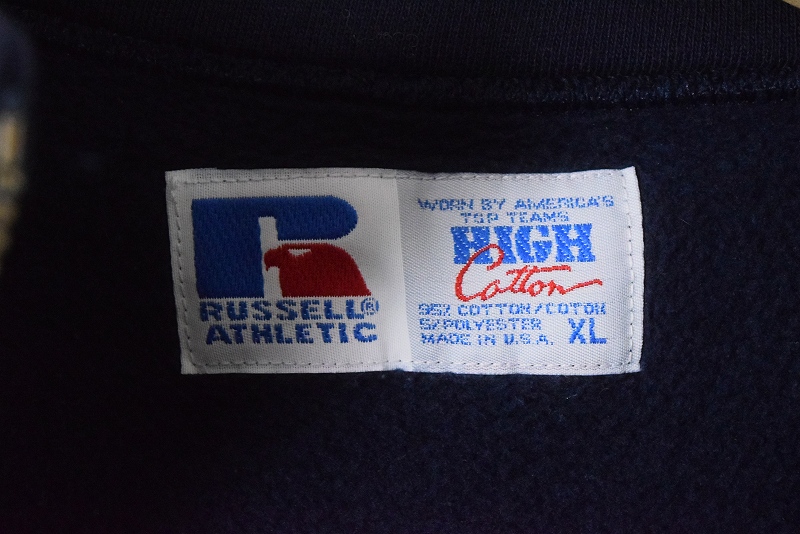 RUSSELL®
ATHLETIC
WORN BY AMERICA'S
TOP TEAMS
HIGH
Cotton
95% COTTON/COTON
5%POLYESTER
MADE IN U.S.A.
XL